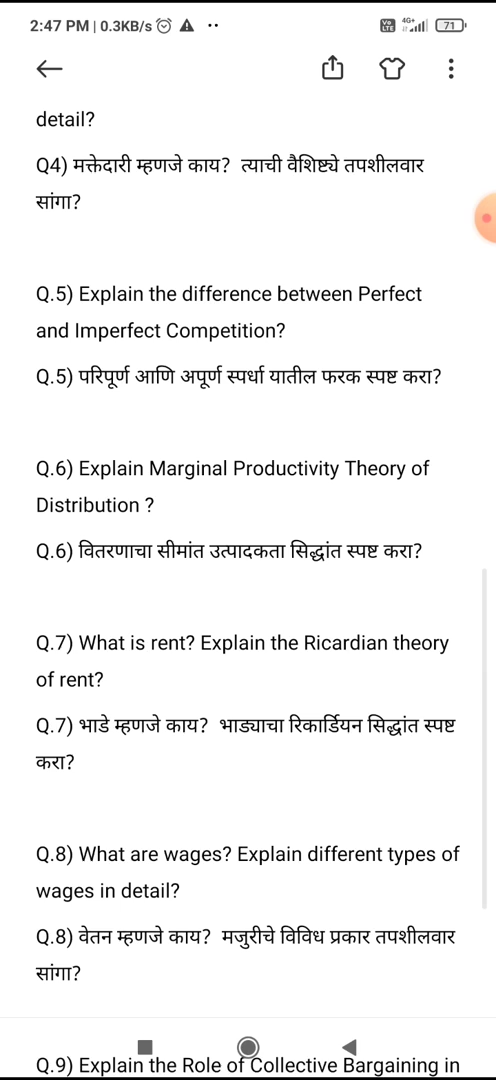 2:47 PM | 0.3KB/s
Vo LTE 4G+ 71
detail?
Q4) मक्तेदारी म्हणजे काय? त्याची वैशिष्ट्ये तपशीलवार
सांगा?
Q.5) Explain the difference between Perfect
and Imperfect Competition?
Q.5) परिपूर्ण आणि अपूर्ण स्पर्धा यातील फरक स्पष्ट करा?
Q.6) Explain Marginal Productivity Theory of
Distribution ?
Q.6) वितरणाचा सीमांत उत्पादकता सिद्धांत स्पष्ट करा?
Q.7) What is rent? Explain the Ricardian theory
of rent?
Q.7) भाडे म्हणजे काय? भाड्याचा रिकार्डियन सिद्धांत स्पष्ट
करा?
Q.8) What are wages? Explain different types of
wages in detail?
Q.8) वेतन म्हणजे काय? मजुरीचे विविध प्रकार तपशीलवार
सांगा?
Q.9) Explain the Role of Collective Bargaining in